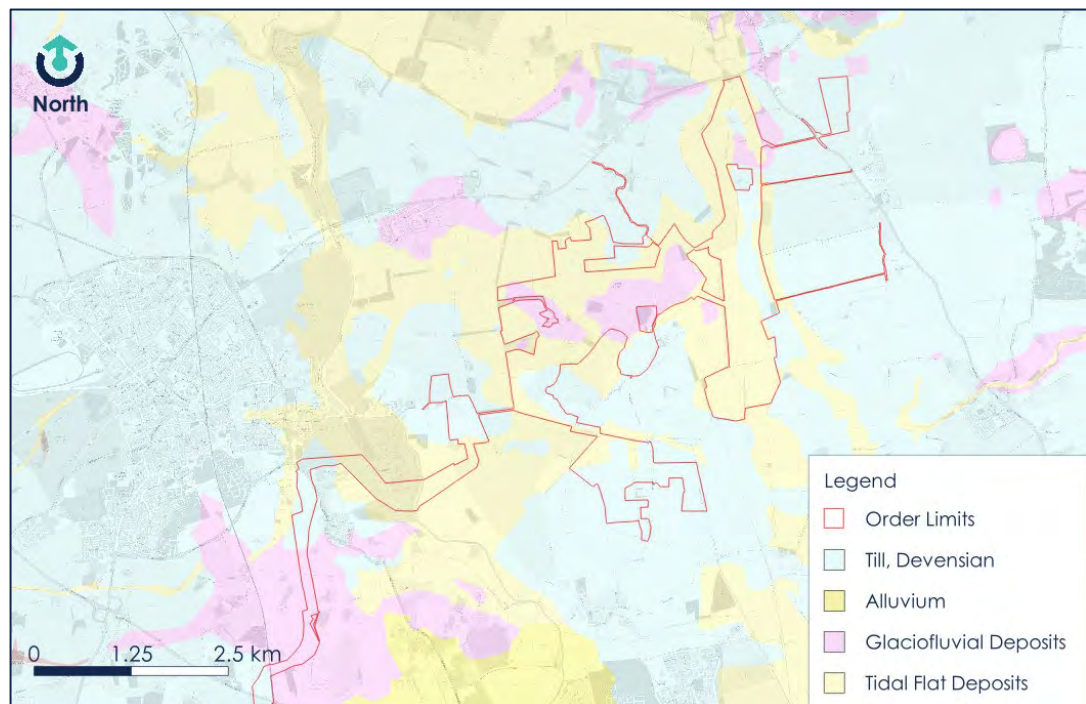 North
0 1.25 2.5 km
Legend
Order Limits
Till, Devensian
Alluvium
Glaciofluvial Deposits
Tidal Flat Deposits